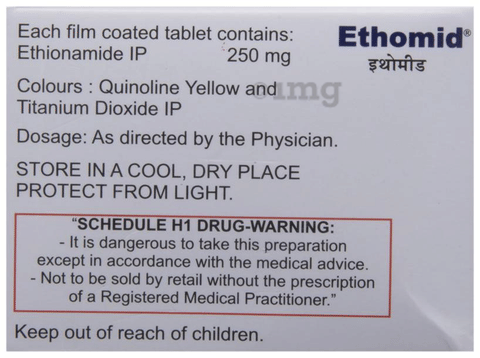 Each film coated tablet contains:
Ethionamide IP 250 mg
Ethomid®
इथोमीड
Colours : Quinoline Yellow and
Titanium Dioxide IP
1mg
Dosage: As directed by the Physician.
STORE IN A COOL, DRY PLACE
PROTECT FROM LIGHT.
“SCHEDULE H1 DRUG-WARNING:
- It is dangerous to take this preparation
except in accordance with the medical advice.
- Not to be sold by retail without the prescription
of a Registered Medical Practitioner.”
Keep out of reach of children.